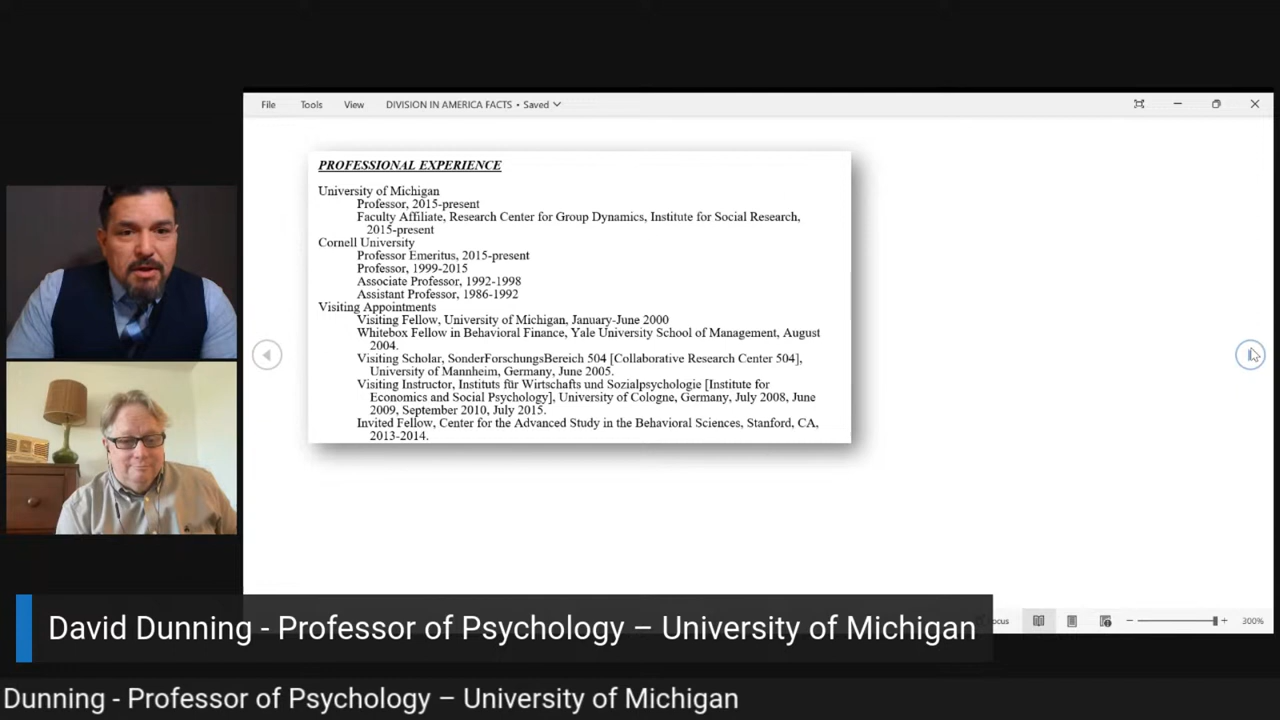 File Tools View DIVISION IN AMERICA FACTS • Saved
PROFESSIONAL EXPERIENCE
University of Michigan
Professor, 2015-present
Faculty Affiliate, Research Center for Group Dynamics, Institute for Social Research,
2015-present
Cornell University
Professor Emeritus, 2015-present
Professor, 1999-2015
Associate Professor, 1992-1998
Assistant Professor, 1986-1992
Visiting Appointments
Visiting Fellow, University of Michigan, January-June 2000
Whitebox Fellow in Behavioral Finance, Yale University School of Management, August
2004.
Visiting Scholar, SonderForschungsBereich 504 [Collaborative Research Center 504],
University of Mannheim, Germany, June 2005.
Visiting Instructor, Instituts für Wirtschafts und Sozialpsychologie [Institute for
Economics and Social Psychology], University of Cologne, Germany, July 2008, June
2009, September 2010, July 2015.
Invited Fellow, Center for the Advanced Study in the Behavioral Sciences, Stanford, CA,
2013-2014.
300%
David Dunning - Professor of Psychology – University of Michigan
Dunning - Professor of Psychology – University of Michigan